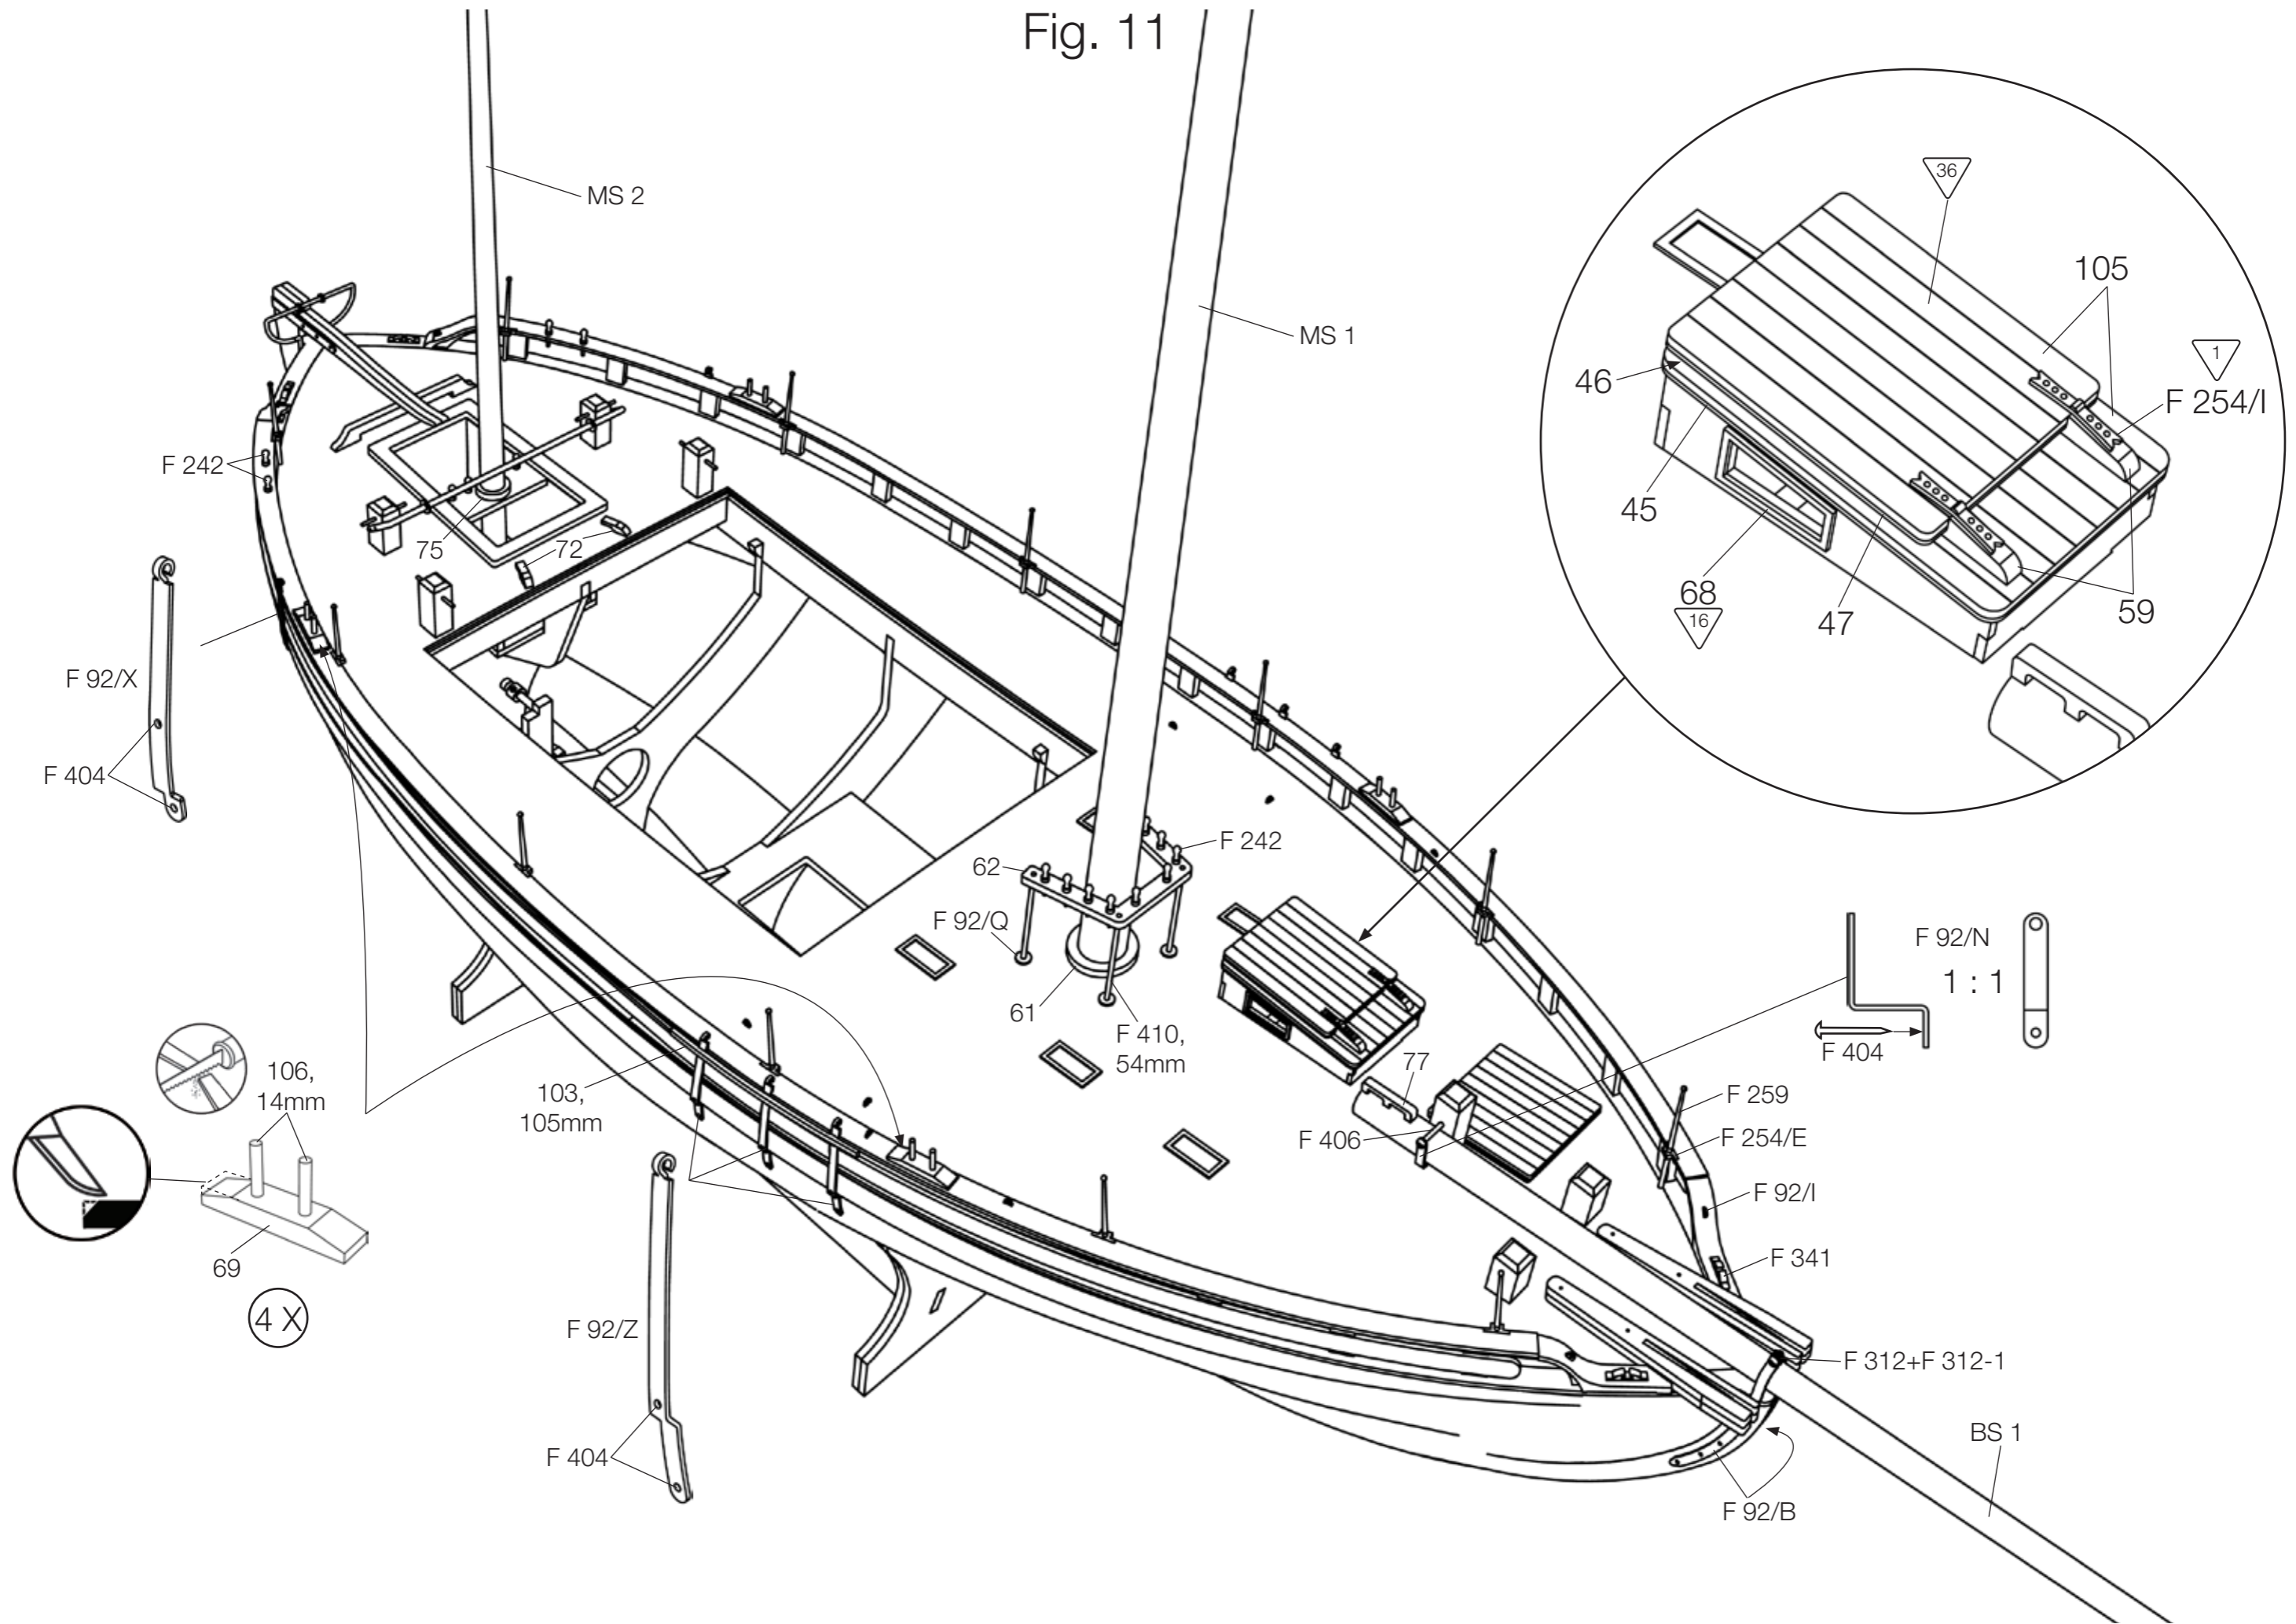 Fig. 11
MS 2
MS 1
36
105
1
F 254/I
46
45
68
16
47
59
F 242
75
72
F 92/X
F 404
62
F 242
F 92/Q
61
F 410,
54mm
77
F 406
F 92/N
1 : 1
F 404
F 259
F 254/E
F 92/I
F 341
103,
105mm
106,
14mm
69
4 X
F 92/Z
F 404
F 312+F 312-1
BS 1
F 92/B